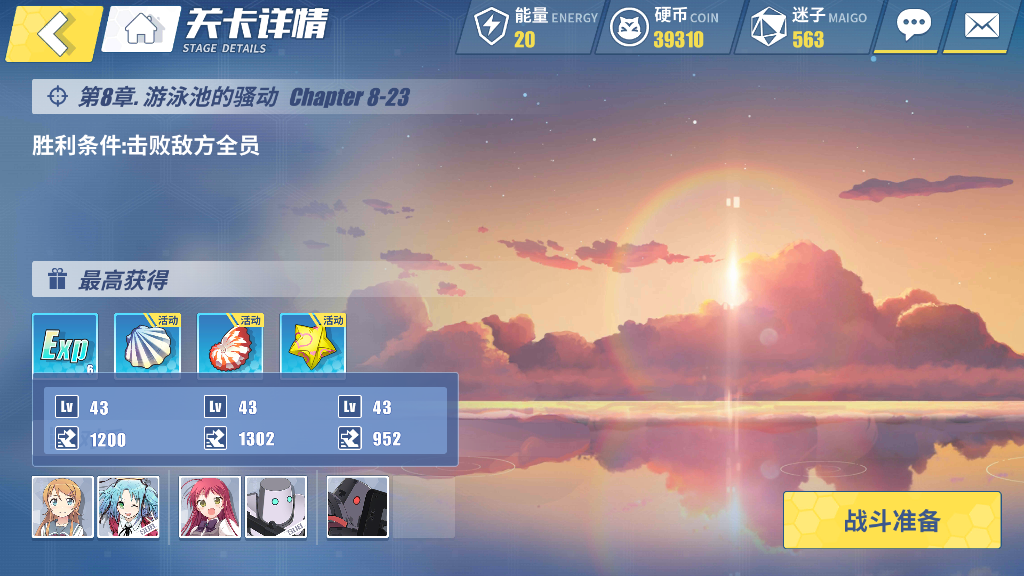 关卡详情
STAGE DETAILS
能量 ENERGY
20
硬币 COIN
39310
迷子 MAIGO
563
第8章. 游泳池的骚动 Chapter 8-23
胜利条件:击败敌方全员
最高获得
Exp
6
活动
活动
活动
Lv 43
Lv 43
Lv 43
1200
1302
952
战斗准备